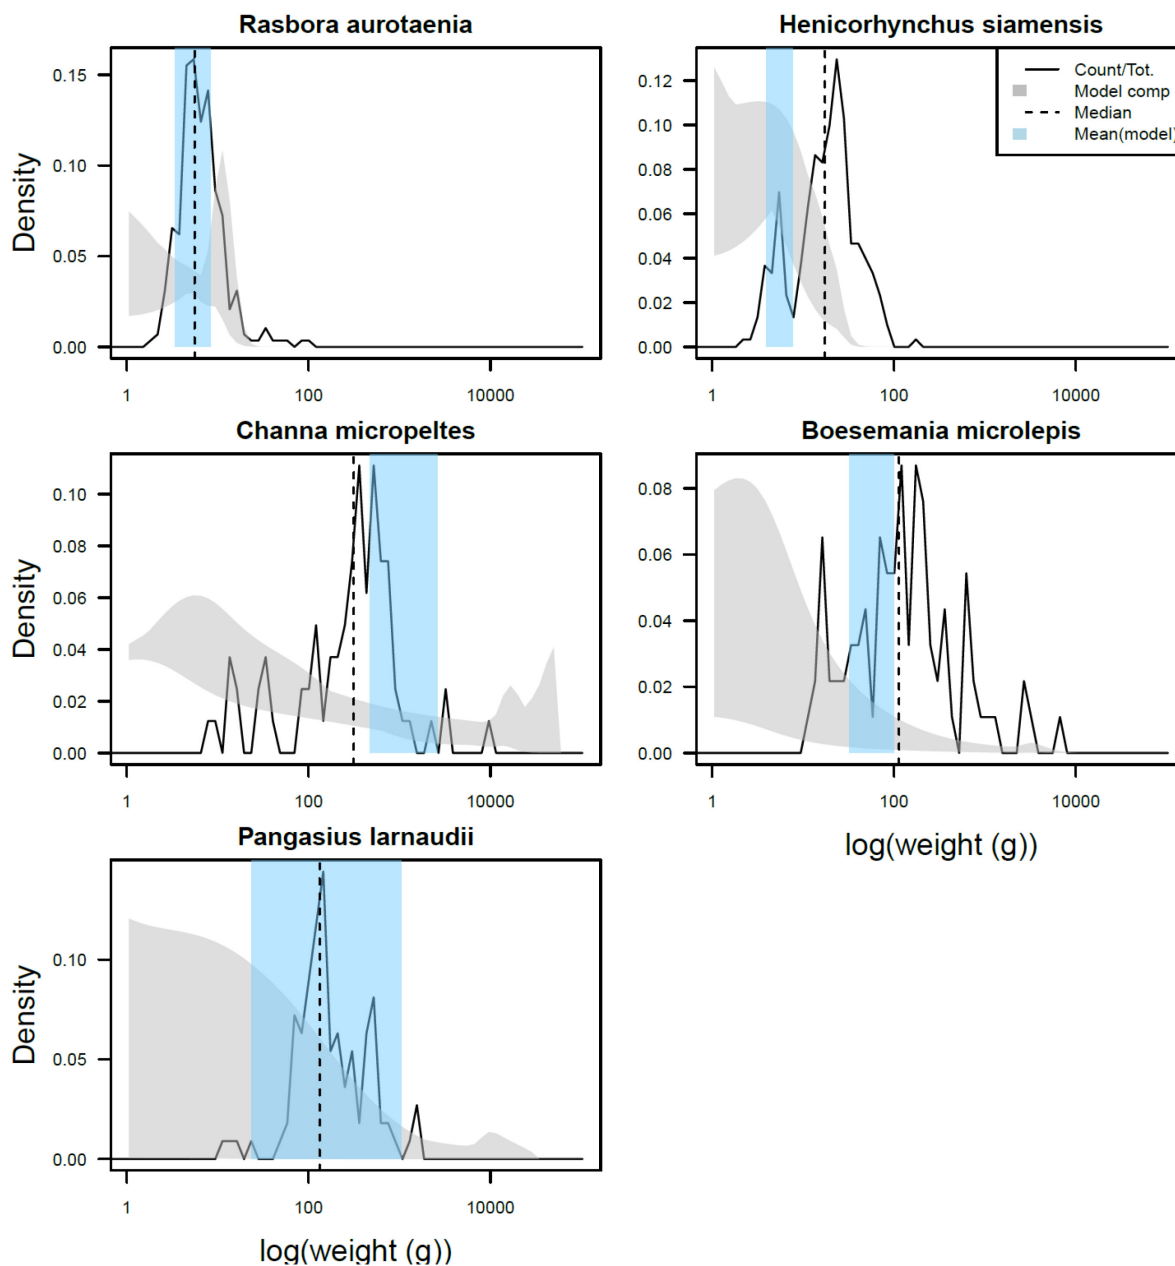 Rasbora aurotaenia
Density
0.15
0.10
0.05
0.00
1
100
10000
Henicorhynchus siamensis
0.12
0.10
0.08
0.06
0.04
0.02
0.00
1
100
10000
Count/Tot.
Model comp
Median
Mean(model)
Channa micropeltes
Density
0.10
0.08
0.06
0.04
0.02
0.00
1
100
10000
Boesemania microlepis
0.08
0.06
0.04
0.02
0.00
1
100
10000
log(weight (g))
Pangasius larnaudii
Density
0.10
0.05
0.00
1
100
10000
log(weight (g))